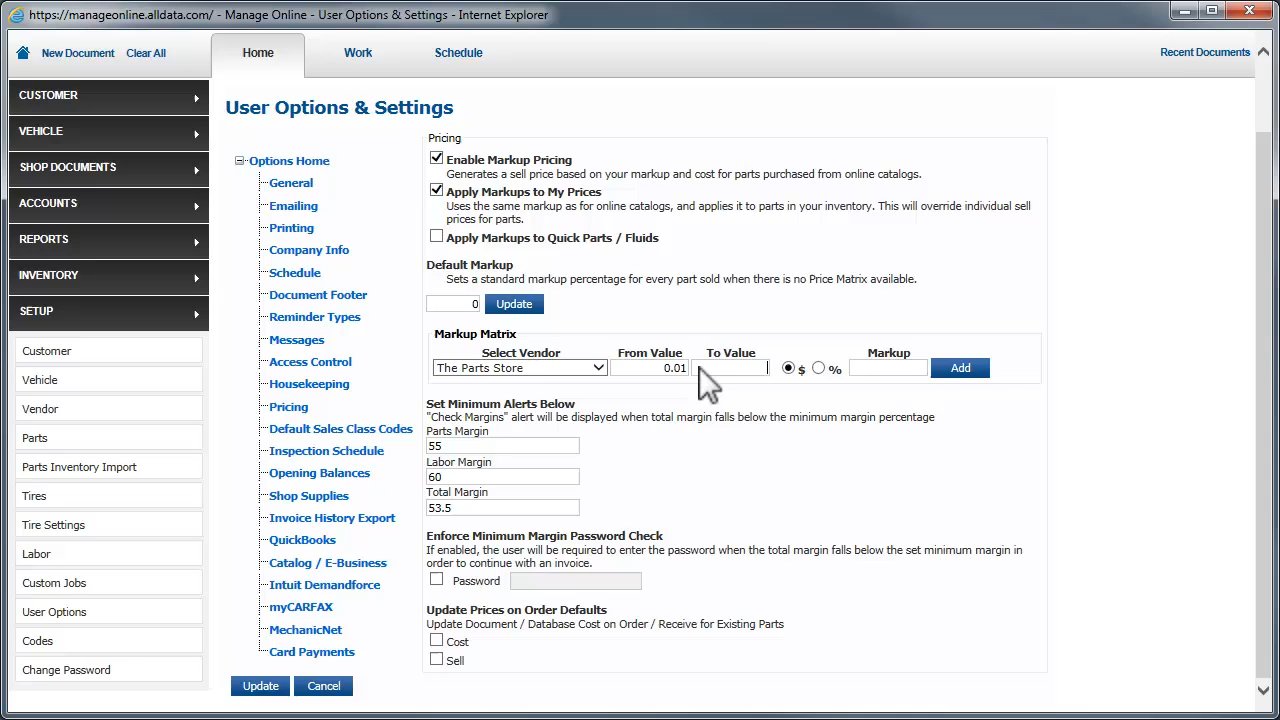 https://manageonline.alldata.com/ - Manage Online - User Options & Settings - Internet Explorer
New Document Clear All Home Work Schedule Recent Documents
CUSTOMER
VEHICLE
SHOP DOCUMENTS
ACCOUNTS
REPORTS
INVENTORY
SETUP
Customer
Vehicle
Vendor
Parts
Parts Inventory Import
Tires
Tire Settings
Labor
Custom Jobs
User Options
Codes
Change Password
User Options & Settings
Options Home
General
Emailing
Printing
Company Info
Schedule
Document Footer
Reminder Types
Messages
Access Control
Housekeeping
Pricing
Default Sales Class Codes
Inspection Schedule
Opening Balances
Shop Supplies
Invoice History Export
QuickBooks
Catalog / E-Business
Intuit Demandforce
myCARFAX
MechanicNet
Card Payments
Update Cancel
Pricing
Enable Markup Pricing
Generates a sell price based on your markup and cost for parts purchased from online catalogs.
Apply Markups to My Prices
Uses the same markup as for online catalogs, and applies it to parts in your inventory. This will override individual sell
prices for parts.
Apply Markups to Quick Parts / Fluids
Default Markup
Sets a standard markup percentage for every part sold when there is no Price Matrix available.
0 Update
Markup Matrix
Select Vendor From Value To Value Markup
The Parts Store 0.01 $ % Add
Set Minimum Alerts Below
"Check Margins" alert will be displayed when total margin falls below the minimum margin percentage
Parts Margin
55
Labor Margin
60
Total Margin
53.5
Enforce Minimum Margin Password Check
If enabled, the user will be required to enter the password when the total margin falls below the set minimum margin in
order to continue with an invoice.
Password
Update Prices on Order Defaults
Update Document / Database Cost on Order / Receive for Existing Parts
Cost
Sell